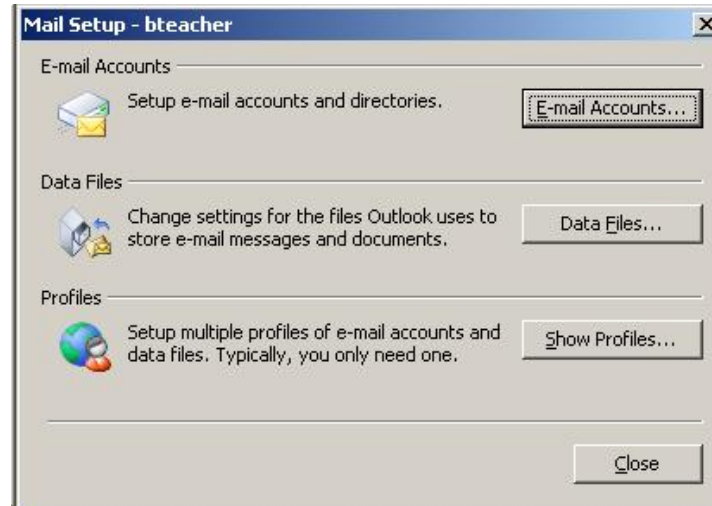 Mail Setup - bteacher
E-mail Accounts
Setup e-mail accounts and directories.
E-mail Accounts...
Data Files
Change settings for the files Outlook uses to
store e-mail messages and documents.
Data Files...
Profiles
Setup multiple profiles of e-mail accounts and
data files. Typically, you only need one.
Show Profiles...
Close